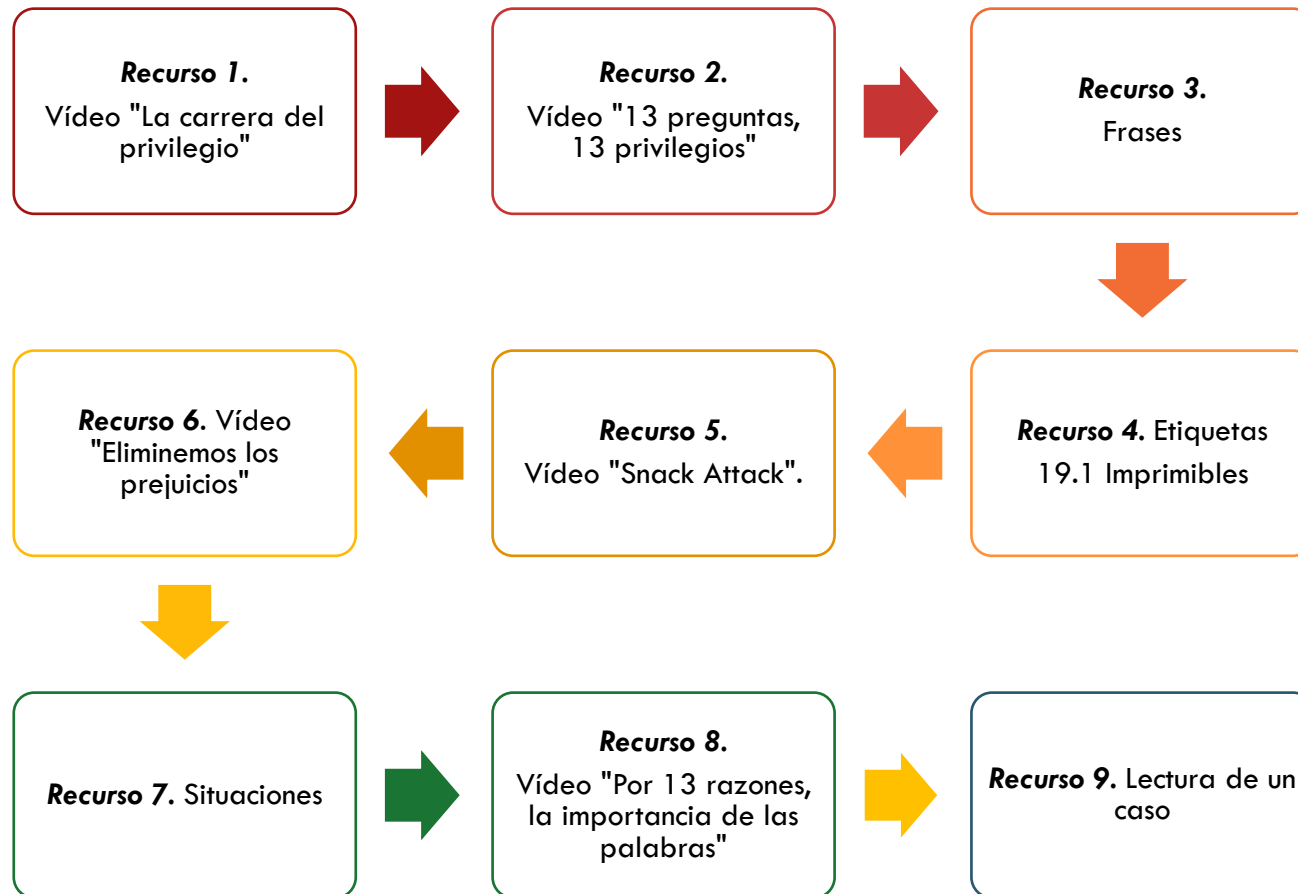 Recurso 1.
Vídeo "La carrera del
privilegio"
Recurso 2.
Vídeo "13 preguntas,
13 privilegios"
Recurso 3.
Frases
Recurso 4. Etiquetas
19.1 Imprimibles
Recurso 5.
Vídeo "Snack Attack".
Recurso 6. Vídeo
"Eliminemos los
prejuicios"
Recurso 7. Situaciones
Recurso 8.
Vídeo "Por 13 razones,
la importancia de las
palabras"
Recurso 9. Lectura de un
caso